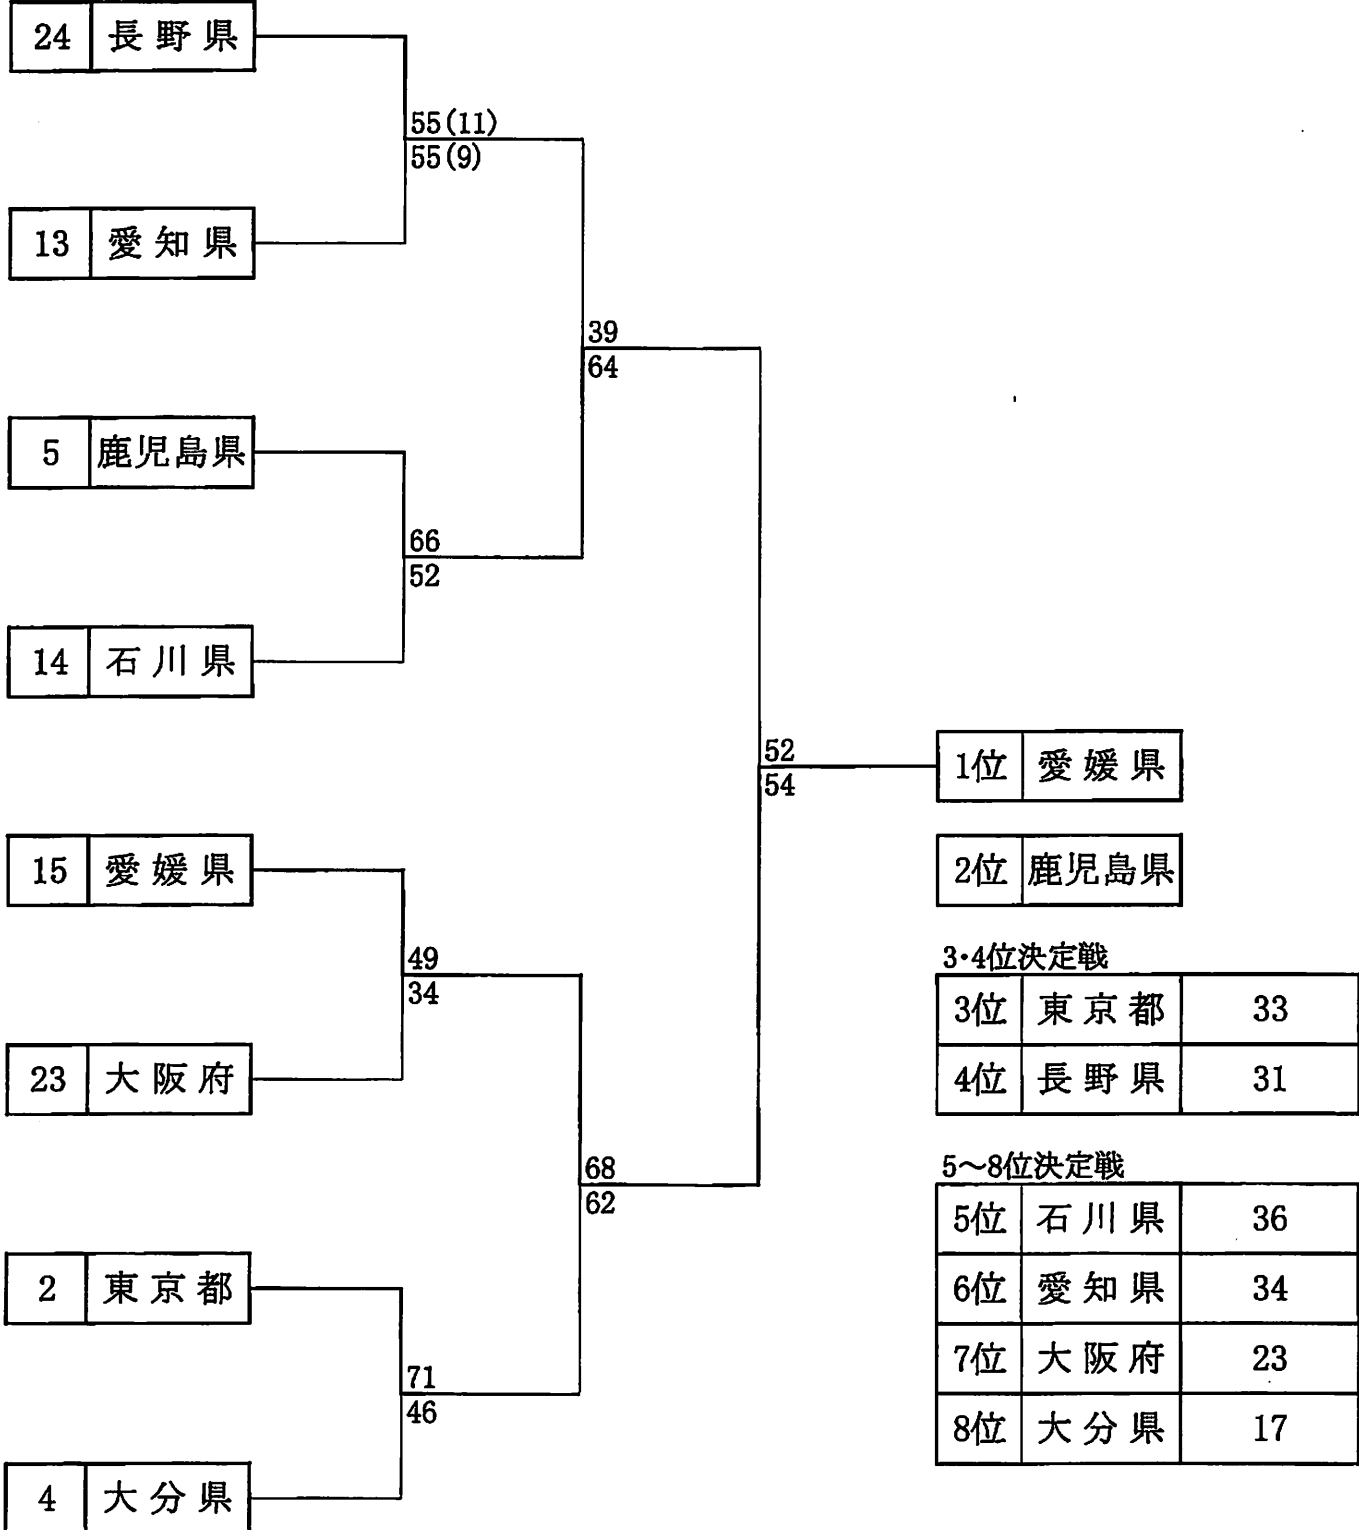 24 長野県
55(11)
55(9)
13 愛知県
39
64
5 鹿児島県
66
52
14 石川県
52
54
1位 愛媛県
2位 鹿児島県
15 愛媛県
49
34
23 大阪府
3・4位決定戦
3位 東京都 33
4位 長野県 31
68
62
5～8位決定戦
5位 石川県 36
6位 愛知県 34
7位 大阪府 23
8位 大分県 17
2 東京都
71
46
4 大分県